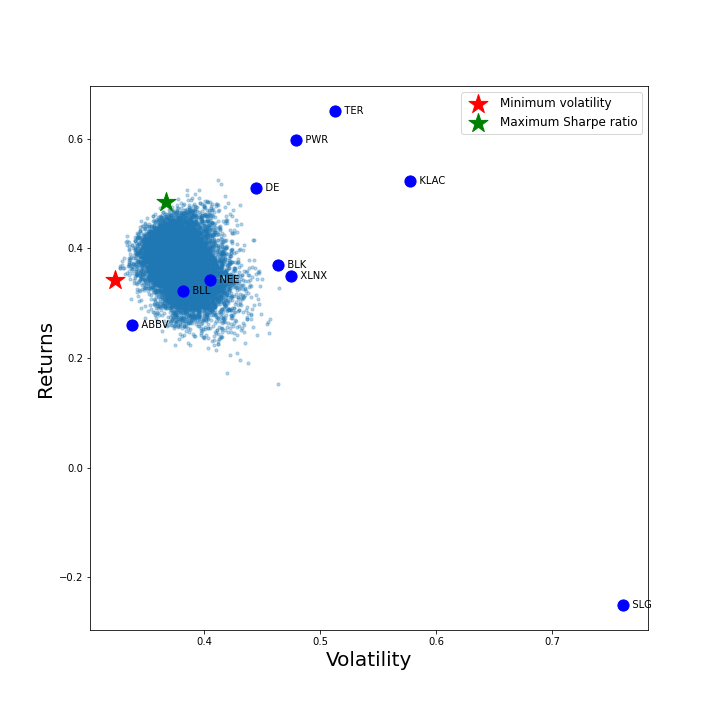 Minimum volatility
Maximum Sharpe ratio
TER
PWR
KLAC
DE
BLK
XLNX
NEE
BLL
ABBV
SLG
0.6
0.4
0.2
0.0
−0.2
Returns
0.4 0.5 0.6 0.7
Volatility